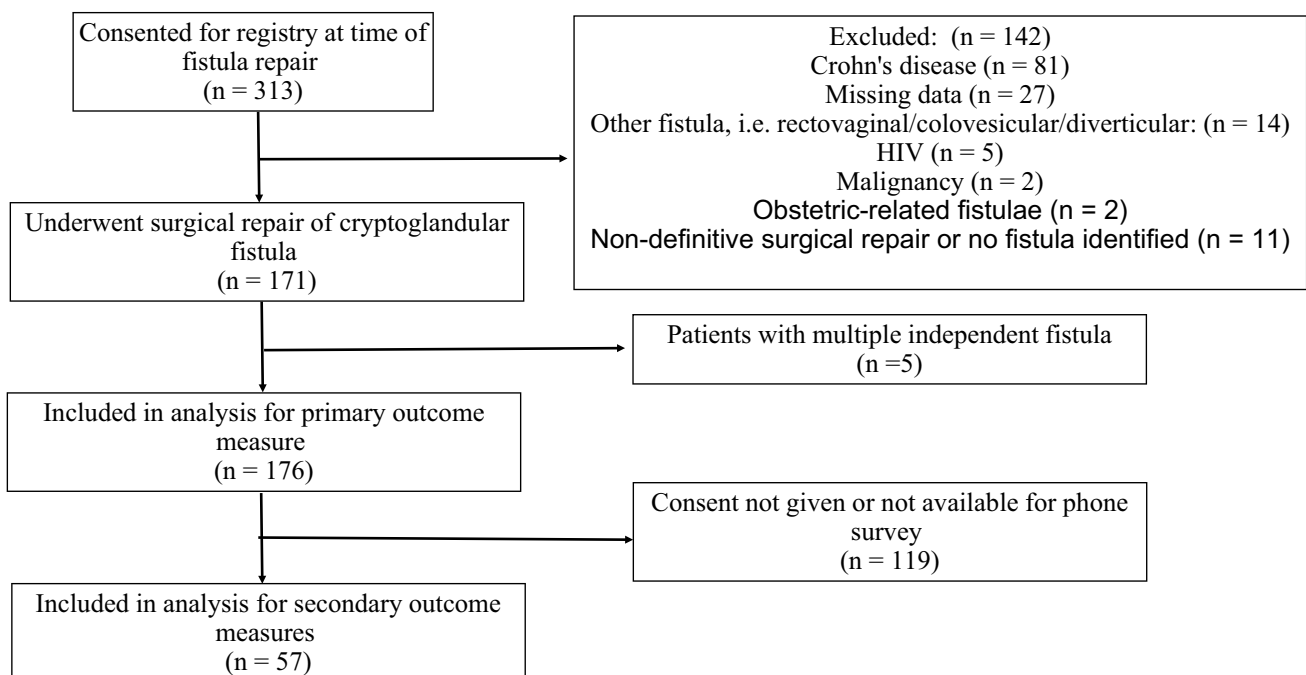 Consented for registry at time of
fistula repair
(n = 313)
Excluded:  (n = 142)
Crohn's disease (n = 81)
Missing data (n = 27)
Other fistula, i.e. rectovaginal/colovesicular/diverticular: (n = 14)
HIV (n = 5)
Malignancy (n = 2)
Obstetric-related fistulae (n = 2)
Non-definitive surgical repair or no fistula identified (n = 11)
Underwent surgical repair of cryptoglandular
fistula
(n = 171)
Patients with multiple independent fistula
(n =5)
Included in analysis for primary outcome
measure
(n = 176)
Consent not given or not available for phone
survey
(n = 119)
Included in analysis for secondary outcome
measures
(n = 57)